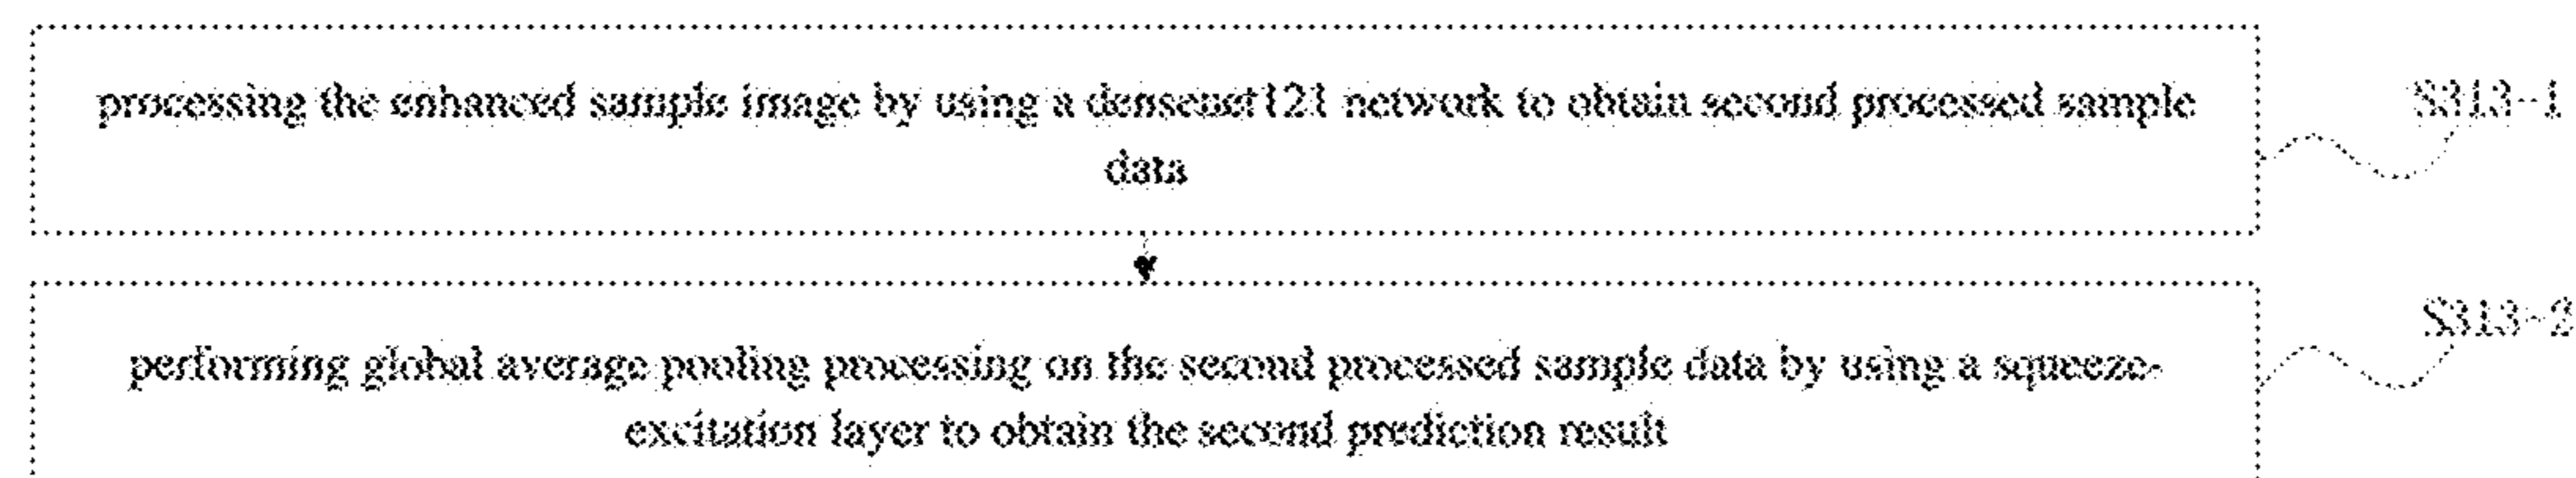 processing the enhanced sample image by using a densenet121 network to obtain second processed sample
data
S313-1
performing global average pooling processing on the second processed sample data by using a squeeze-
excitation layer to obtain the second prediction result
S313-2